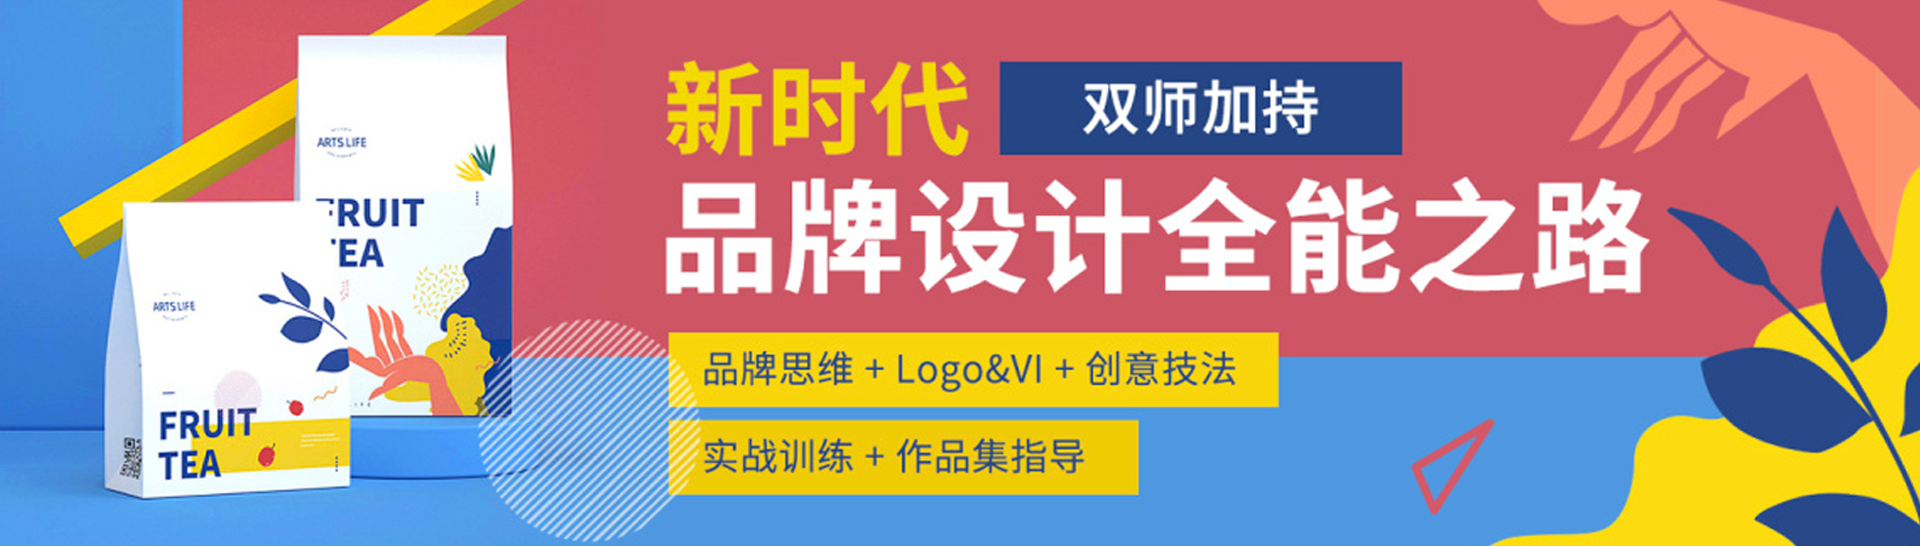 新时代
双师加持
品牌设计全能之路
品牌思维 + Logo&VI + 创意技法
实战训练 + 作品集指导
ARTS LIFE
FRUIT
TEA
ARTS LIFE
FRUIT
TEA